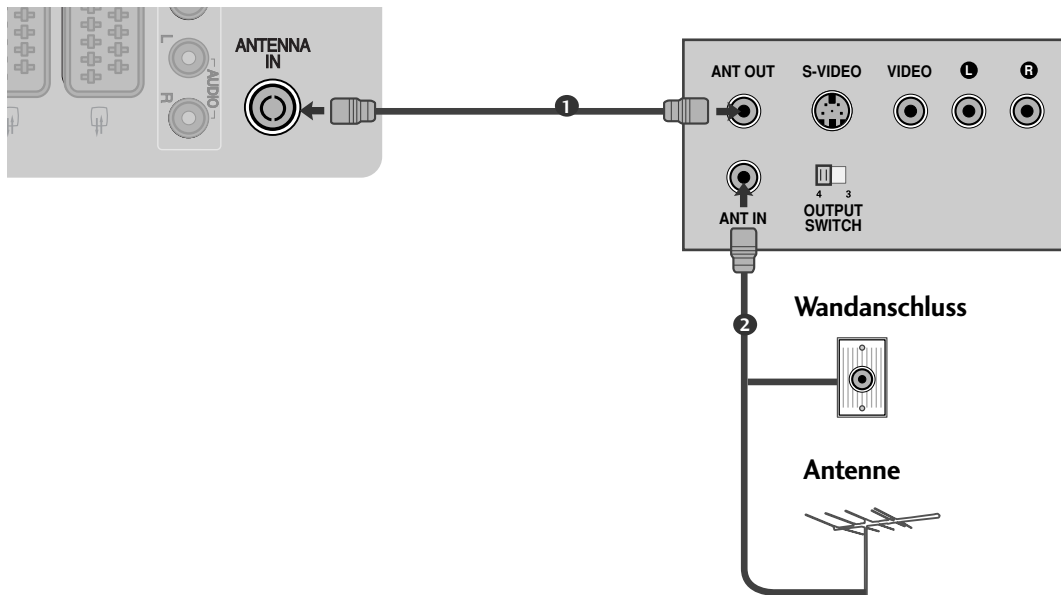 L
R
AUDIO
ANTENNA
IN
1
ANT OUT
S-VIDEO
VIDEO
L
R
4
3
ANT IN
OUTPUT
SWITCH
2
Wandanschluss
Antenne